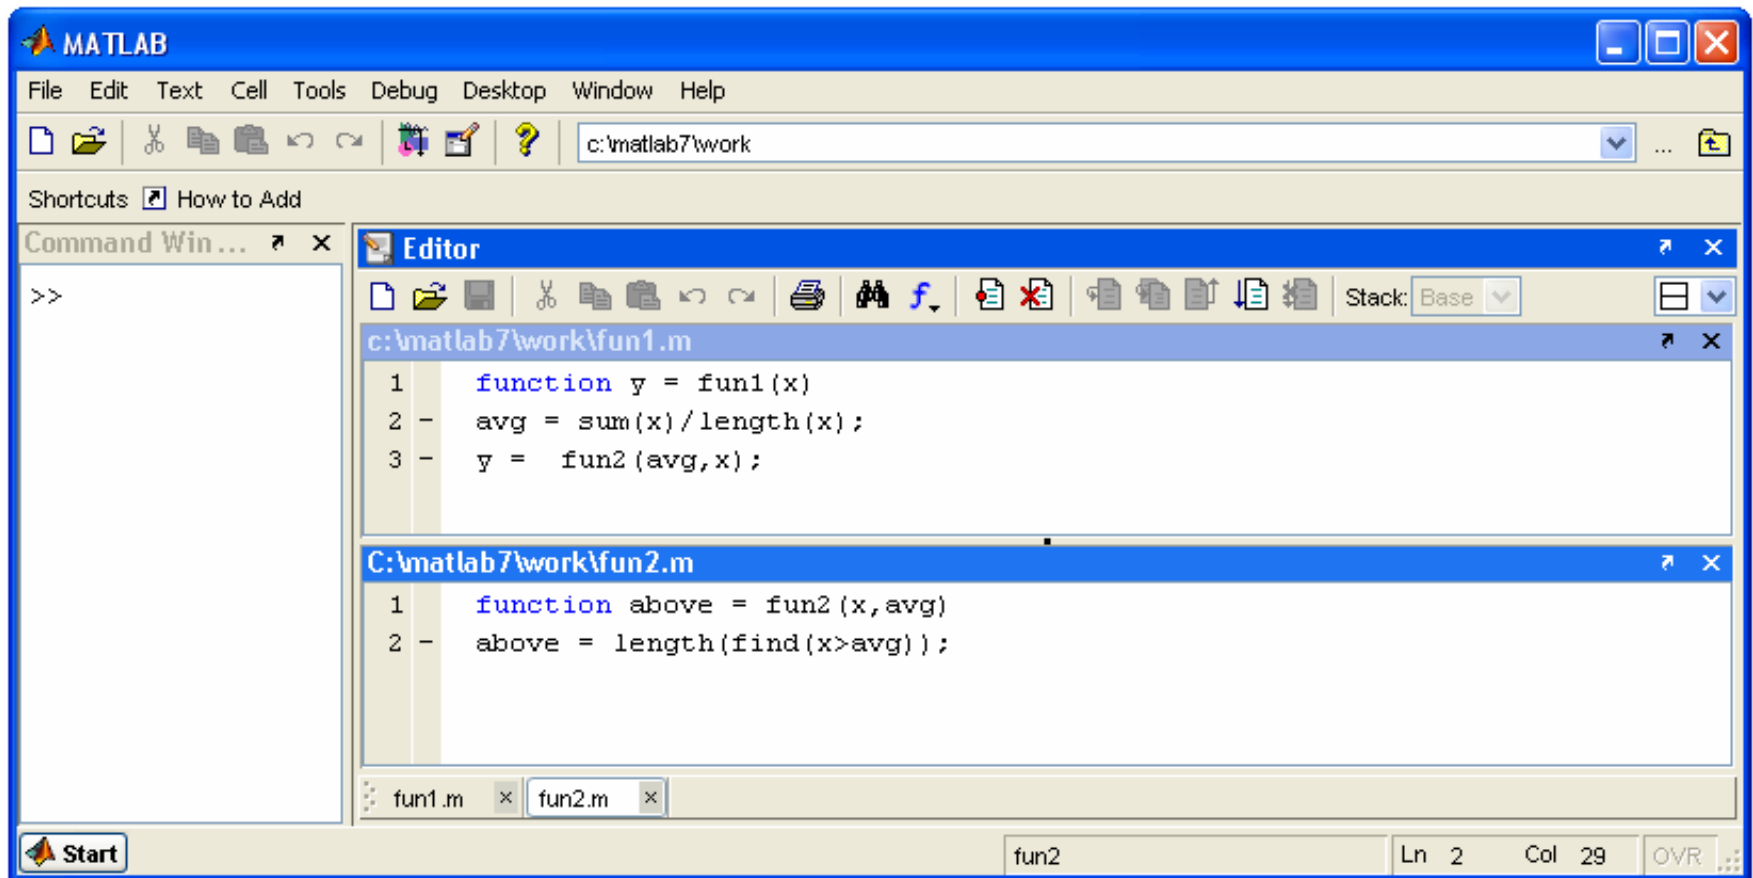 MATLAB
File Edit Text Cell Tools Debug Desktop Window Help
c:\matlab7\work ...
Shortcuts How to Add
Command Win...
>>
Editor
Stack: Base
c:\matlab7\work\fun1.m
1 function y = fun1(x)
2 - avg = sum(x)/length(x);
3 - y =  fun2(avg,x);
C:\matlab7\work\fun2.m
1 function above = fun2(x,avg)
2 - above = length(find(x>avg));
fun1.m fun2.m
Start fun2 Ln 2 Col 29 OVR